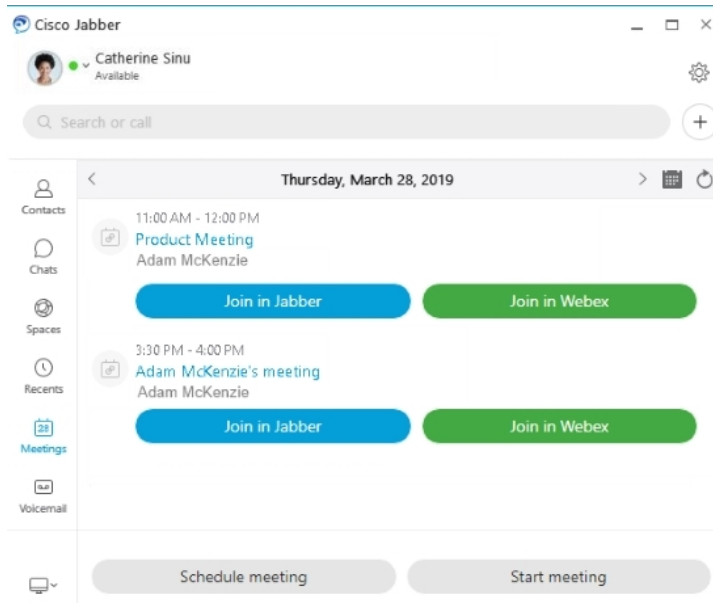 Cisco Jabber
Catherine Sinu
Available
Search or call
Contacts
Chats
Spaces
Recents
28
Meetings
Voicemail
Thursday, March 28, 2019
11:00 AM - 12:00 PM
Product Meeting
Adam McKenzie
Join in Jabber
Join in Webex
3:30 PM - 4:00 PM
Adam McKenzie's meeting
Adam McKenzie
Join in Jabber
Join in Webex
Schedule meeting
Start meeting